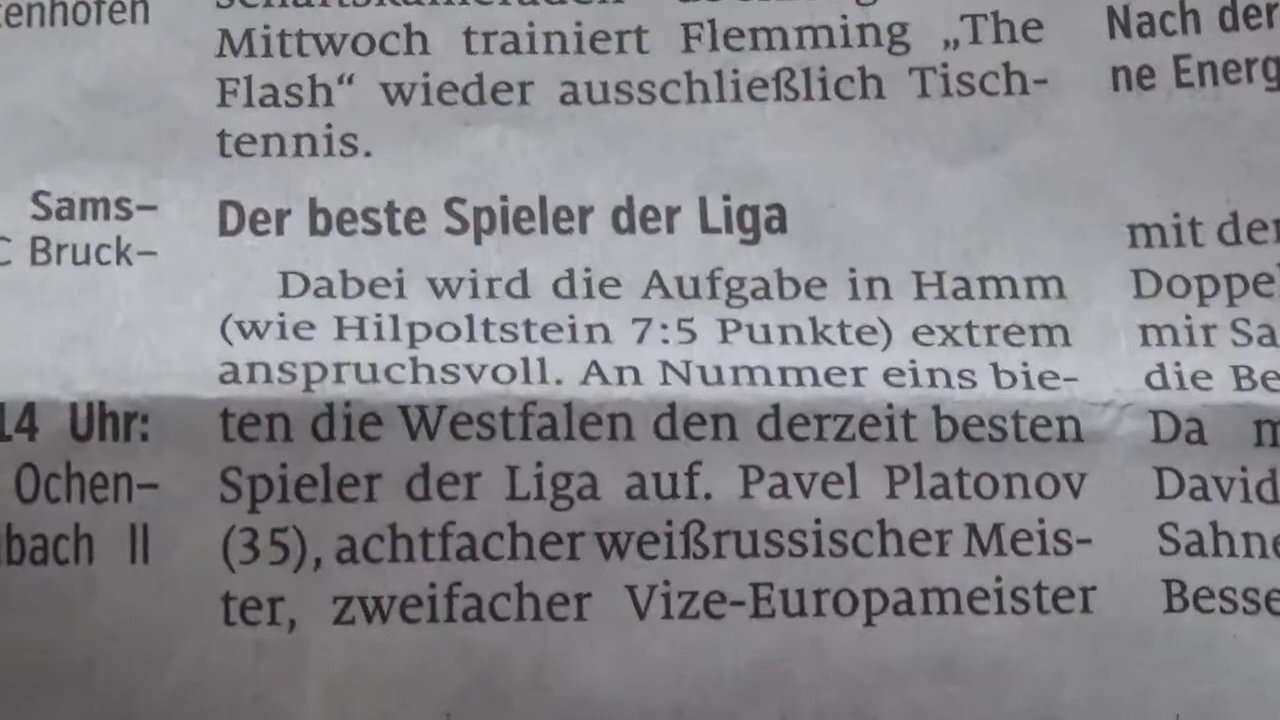 Mittwoch trainiert Flemming „The
Flash“ wieder ausschließlich Tisch-
tennis.
Der beste Spieler der Liga
Dabei wird die Aufgabe in Hamm
(wie Hilpoltstein 7:5 Punkte) extrem
anspruchsvoll. An Nummer eins bie-
ten die Westfalen den derzeit besten
Spieler der Liga auf. Pavel Platonov
(35), achtfacher weißrussischer Meis-
ter, zweifacher Vize-Europameister
Sams-
C Bruck-
14 Uhr:
Ochen-
bach II
Nach der
ne Energ
mit der
Doppe
mir Sa
die Be
Da m
David
Sahne
Besse